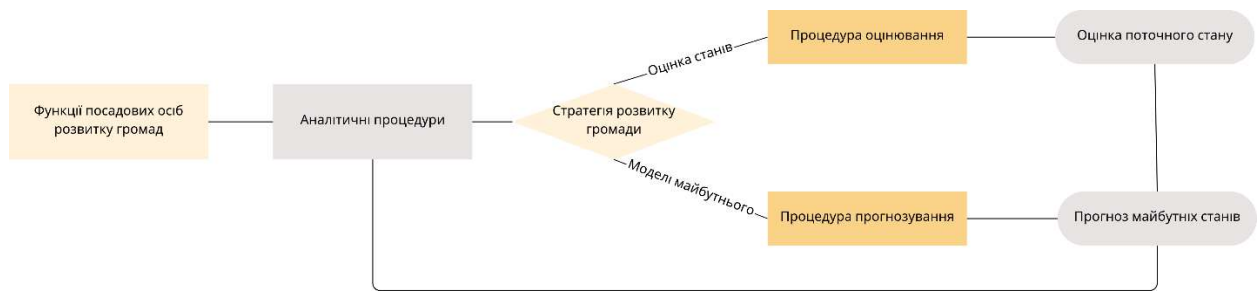 Функції посадових осіб
розвитку громад
Аналітичні процедури
Стратегія розвитку
громади
Оцінка станів
Моделі майбутнього
Процедура оцінювання
Оцінка поточного стану
Процедура прогнозування
Прогноз майбутніх станів